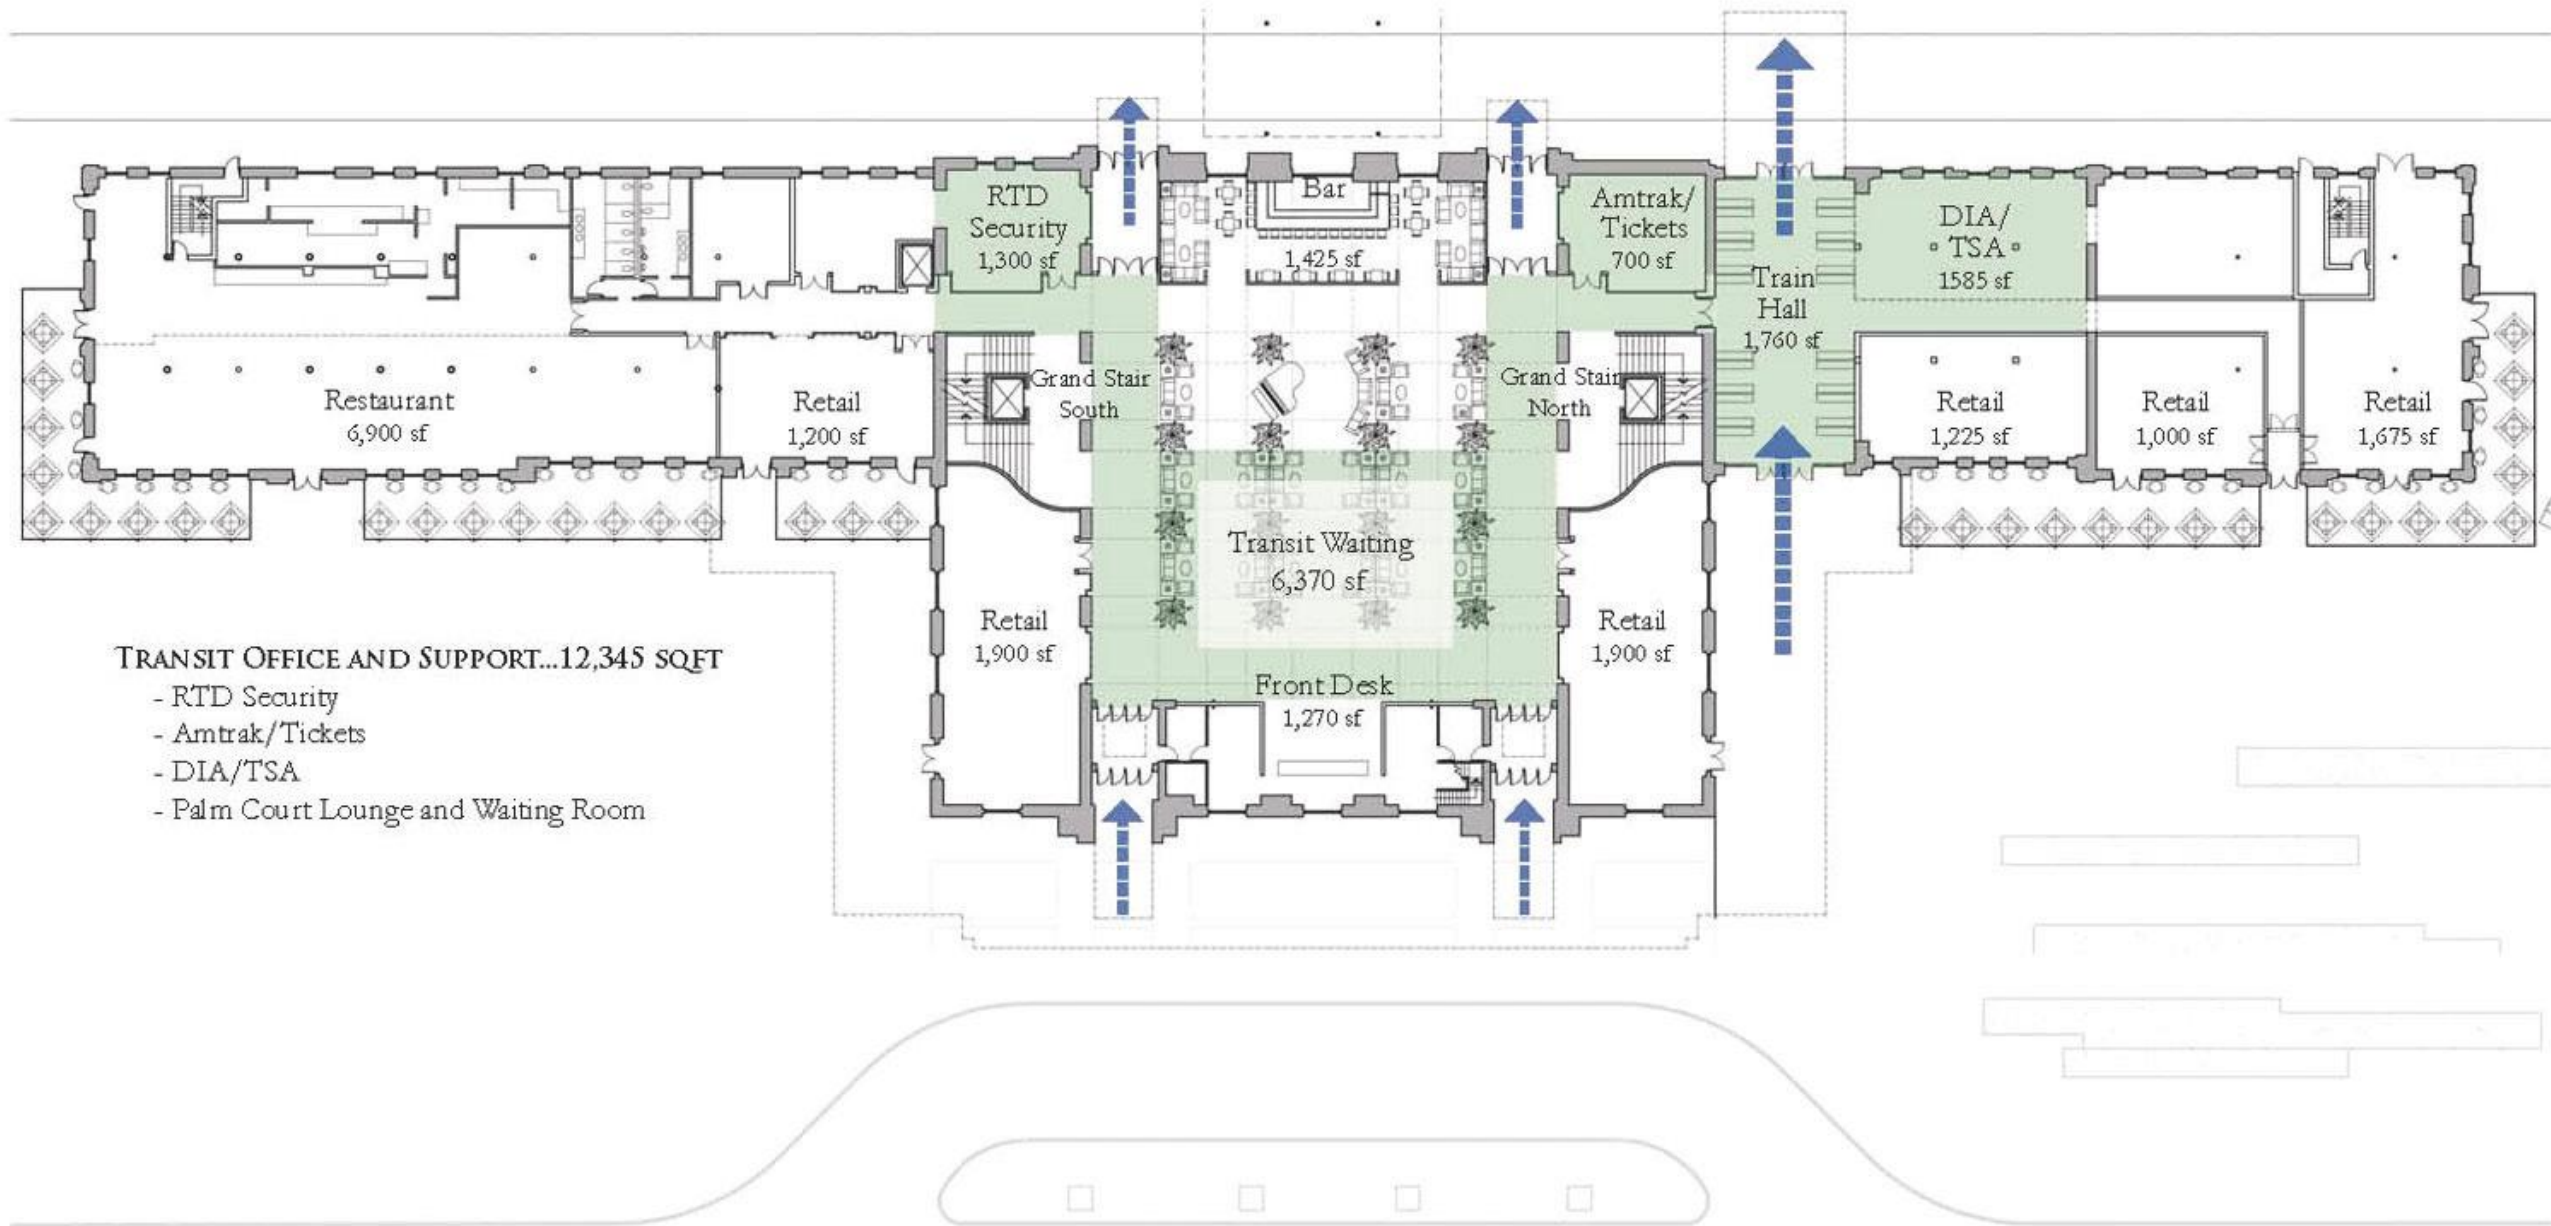 RTD
Security
1,300 sf
Bar
1,425 sf
Amtrak/
Tickets
700 sf
Train
Hall
1,760 sf
DIA/
TSA
1585 sf
Restaurant
6,900 sf
Retail
1,200 sf
Grand Stair
South
Grand Stair
North
Retail
1,225 sf
Retail
1,000 sf
Retail
1,675 sf
Transit Waiting
6,370 sf
Retail
1,900 sf
Retail
1,900 sf
Front Desk
1,270 sf
TRANSIT OFFICE AND SUPPORT...12,345 SQFT
- RTD Security
- Amtrak/Tickets
- DIA/TSA
- Palm Court Lounge and Waiting Room